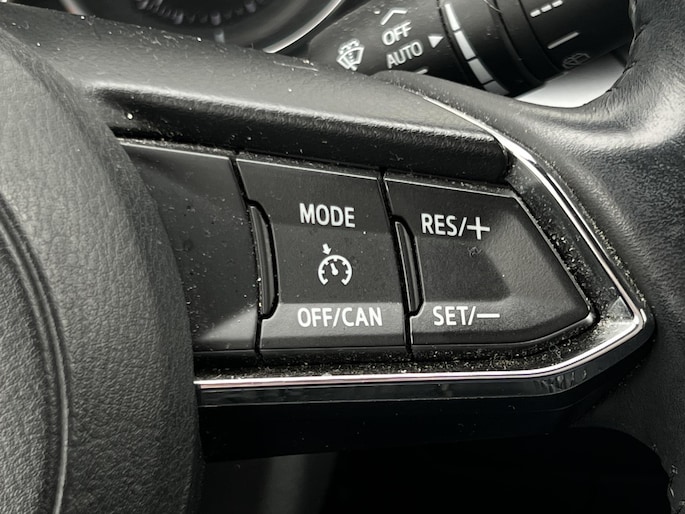 OFF
AUTO
MODE
OFF/CAN
RES/+
SET/—